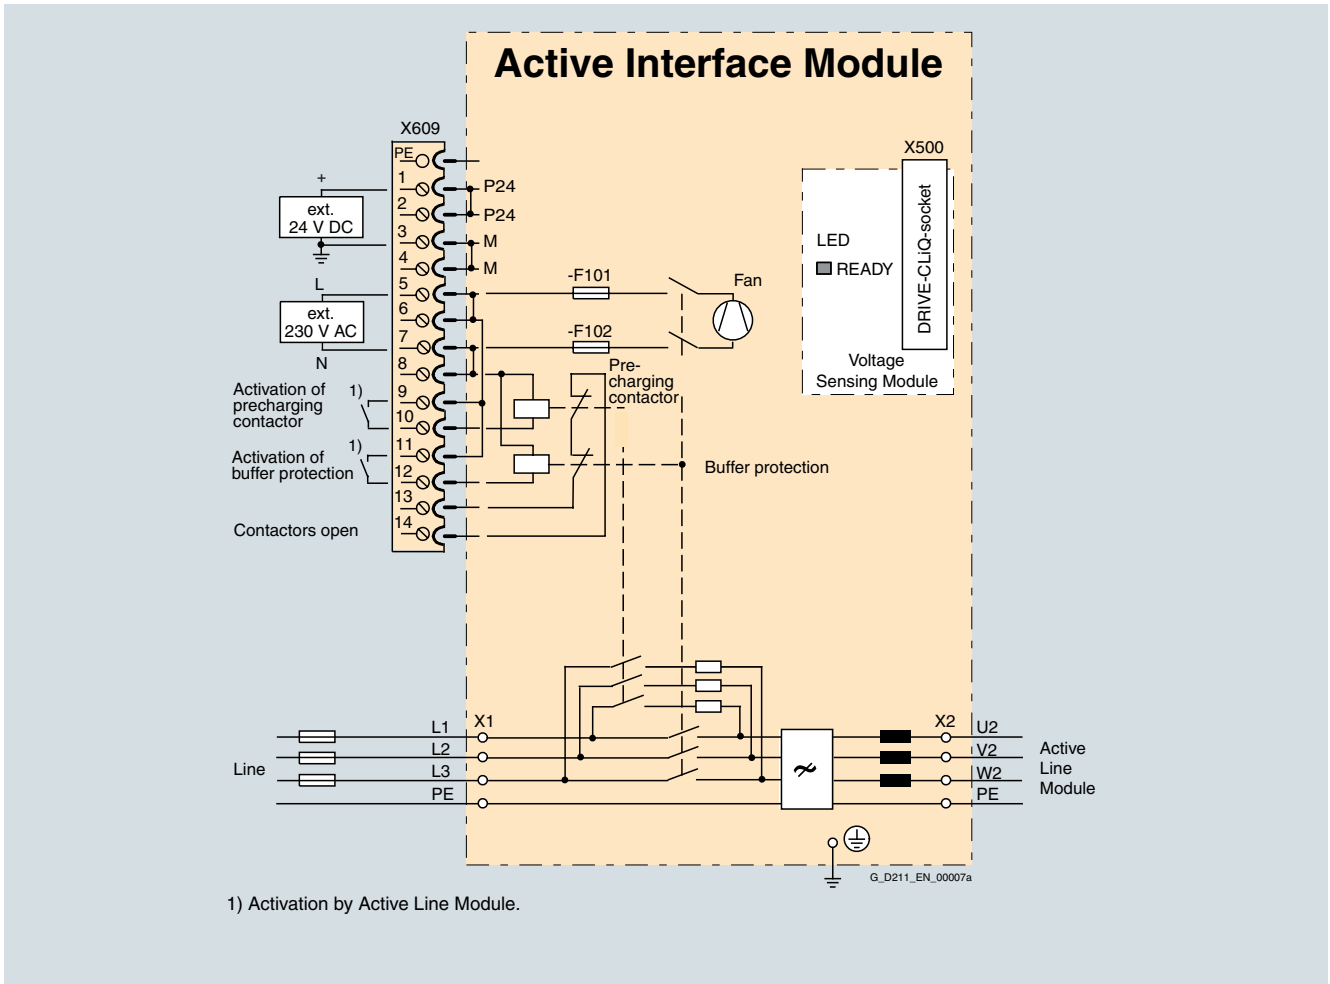 Active Interface Module
X609
X500
PE
1
2
3
4
5
6
7
8
9
10
11
12
13
14
+
ext.
24 V DC
L
ext.
230 V AC
N
P24
P24
M
M
-F101
-F102
Fan
LED
READY
DRIVE-CLiQ-socket
Voltage
Sensing Module
Pre-
charging
contactor
Activation of
precharging
contactor
1)
Activation of
buffer protection
1)
Buffer protection
Contactors open
Line
L1
L2
L3
PE
X1
X2
U2
V2
W2
PE
Active
Line
Module
G_D211_EN_00007a
1) Activation by Active Line Module.